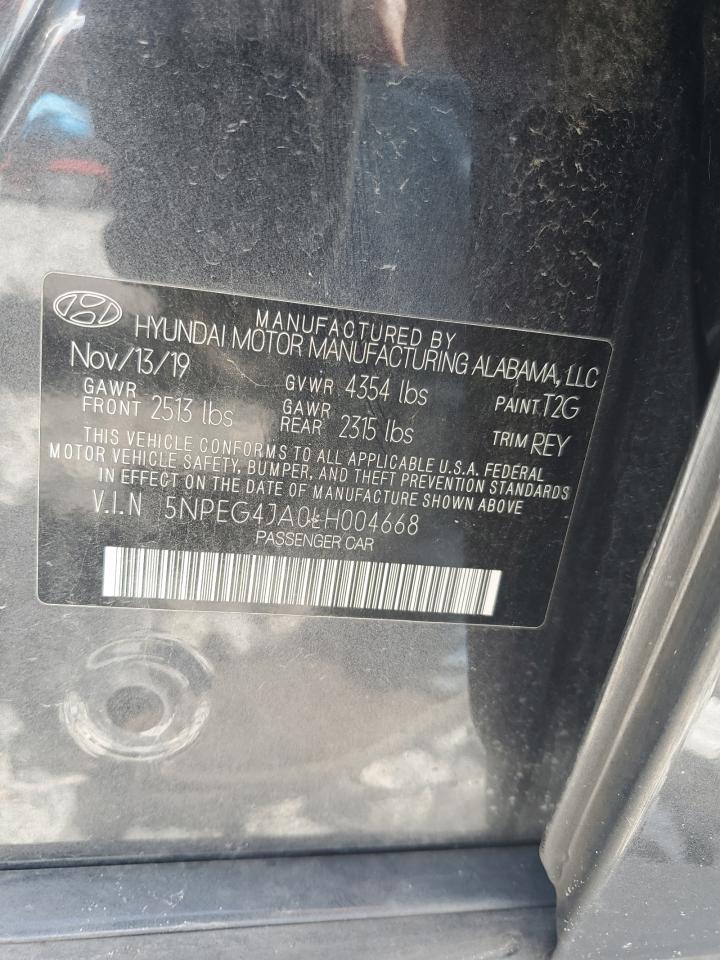 MANUFACTURED BY
HYUNDAI MOTOR MANUFACTURING ALABAMA, LLC
Nov/13/19 GVWR 4354 lbs PAINT T2G
GAWR FRONT 2513 lbs GAWR REAR 2315 lbs TRIM REY
THIS VEHICLE CONFORMS TO ALL APPLICABLE U.S.A. FEDERAL
MOTOR VEHICLE SAFETY, BUMPER, AND THEFT PREVENTION STANDARDS
IN EFFECT ON THE DATE OF MANUFACTURE SHOWN ABOVE
V.I.N 5NPEG4JA0LH004668
PASSENGER CAR